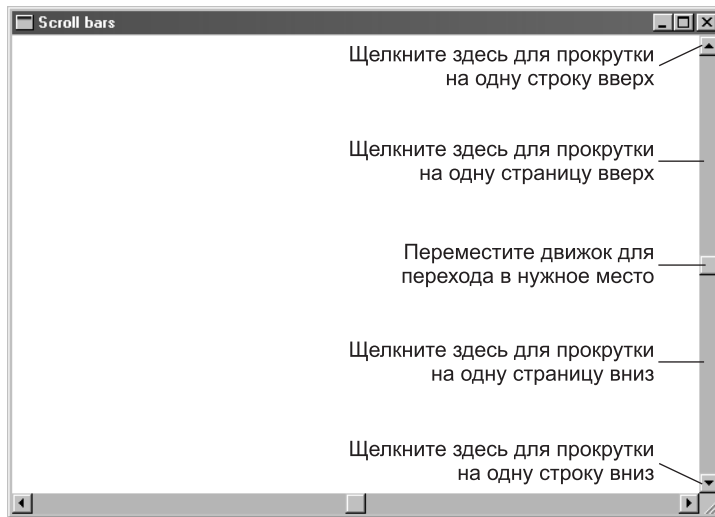 Scroll bars
Щелкните здесь для прокрутки
на одну строку вверх
Щелкните здесь для прокрутки
на одну страницу вверх
Переместите движок для
перехода в нужное место
Щелкните здесь для прокрутки
на одну страницу вниз
Щелкните здесь для прокрутки
на одну строку вниз